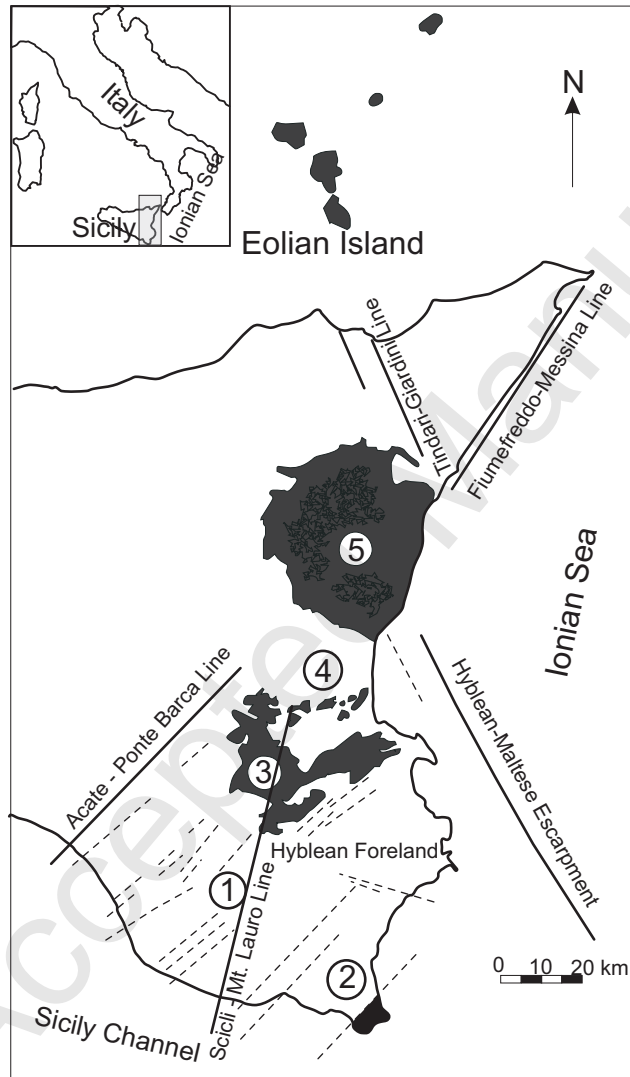 Italy
Ionian Sea
Sicily
N
Eolian Island
Tindari-Giardini Line
Fiumefreddo-Messina Line
5
Ionian Sea
4
Acate - Ponte Barca Line
Hyblean-Maltese Escarpment
3
Hyblean Foreland
1
Scicli - Mt. Lauro Line
2
0 10 20 km
Sicily Channel